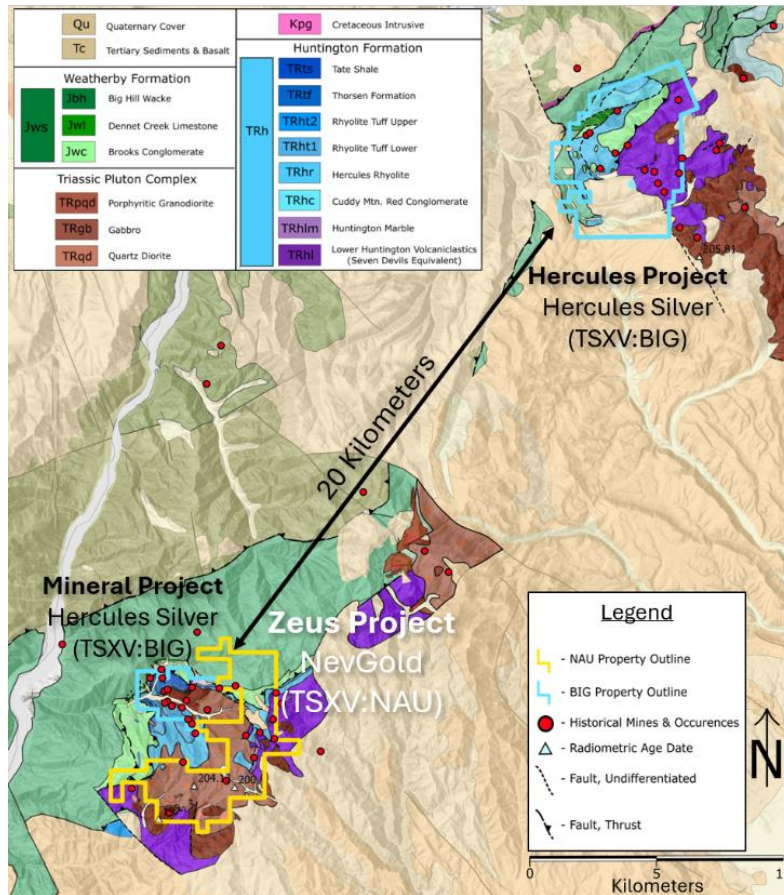 Qu
Quaternary Cover
Tc
Tertiary Sediments & Basalt
Weatherby Formation
Jws
Jbh
Big Hill Wacke
Jwl
Dennet Creek Limestone
Jwc
Brooks Conglomerate
Triassic Pluton Complex
TRpqd
Porphyritic Granodiorite
TRgb
Gabbro
TRqd
Quartz Diorite
Kpg
Cretaceous Intrusive
Huntington Formation
TRh
TRts
Tate Shale
TRtf
Thorsen Formation
TRht2
Rhyolite Tuff Upper
TRht1
Rhyolite Tuff Lower
TRhr
Hercules Rhyolite
TRhc
Cuddy Mtn. Red Conglomerate
TRhlm
Huntington Marble
TRhl
Lower Huntington Volcaniclastics
(Seven Devils Equivalent)
205.81
Hercules Project
Hercules Silver
(TSXV:BIG)
20 Kilometers
Mineral Project
Hercules Silver
(TSXV:BIG)
Zeus Project
NevGold
(TSXV:NAU)
Legend
- NAU Property Outline
- BIG Property Outline
- Historical Mines & Occurences
- Radiometric Age Date
- Fault, Undifferentiated
- Fault, Thrust
N
0 5
Kilometers